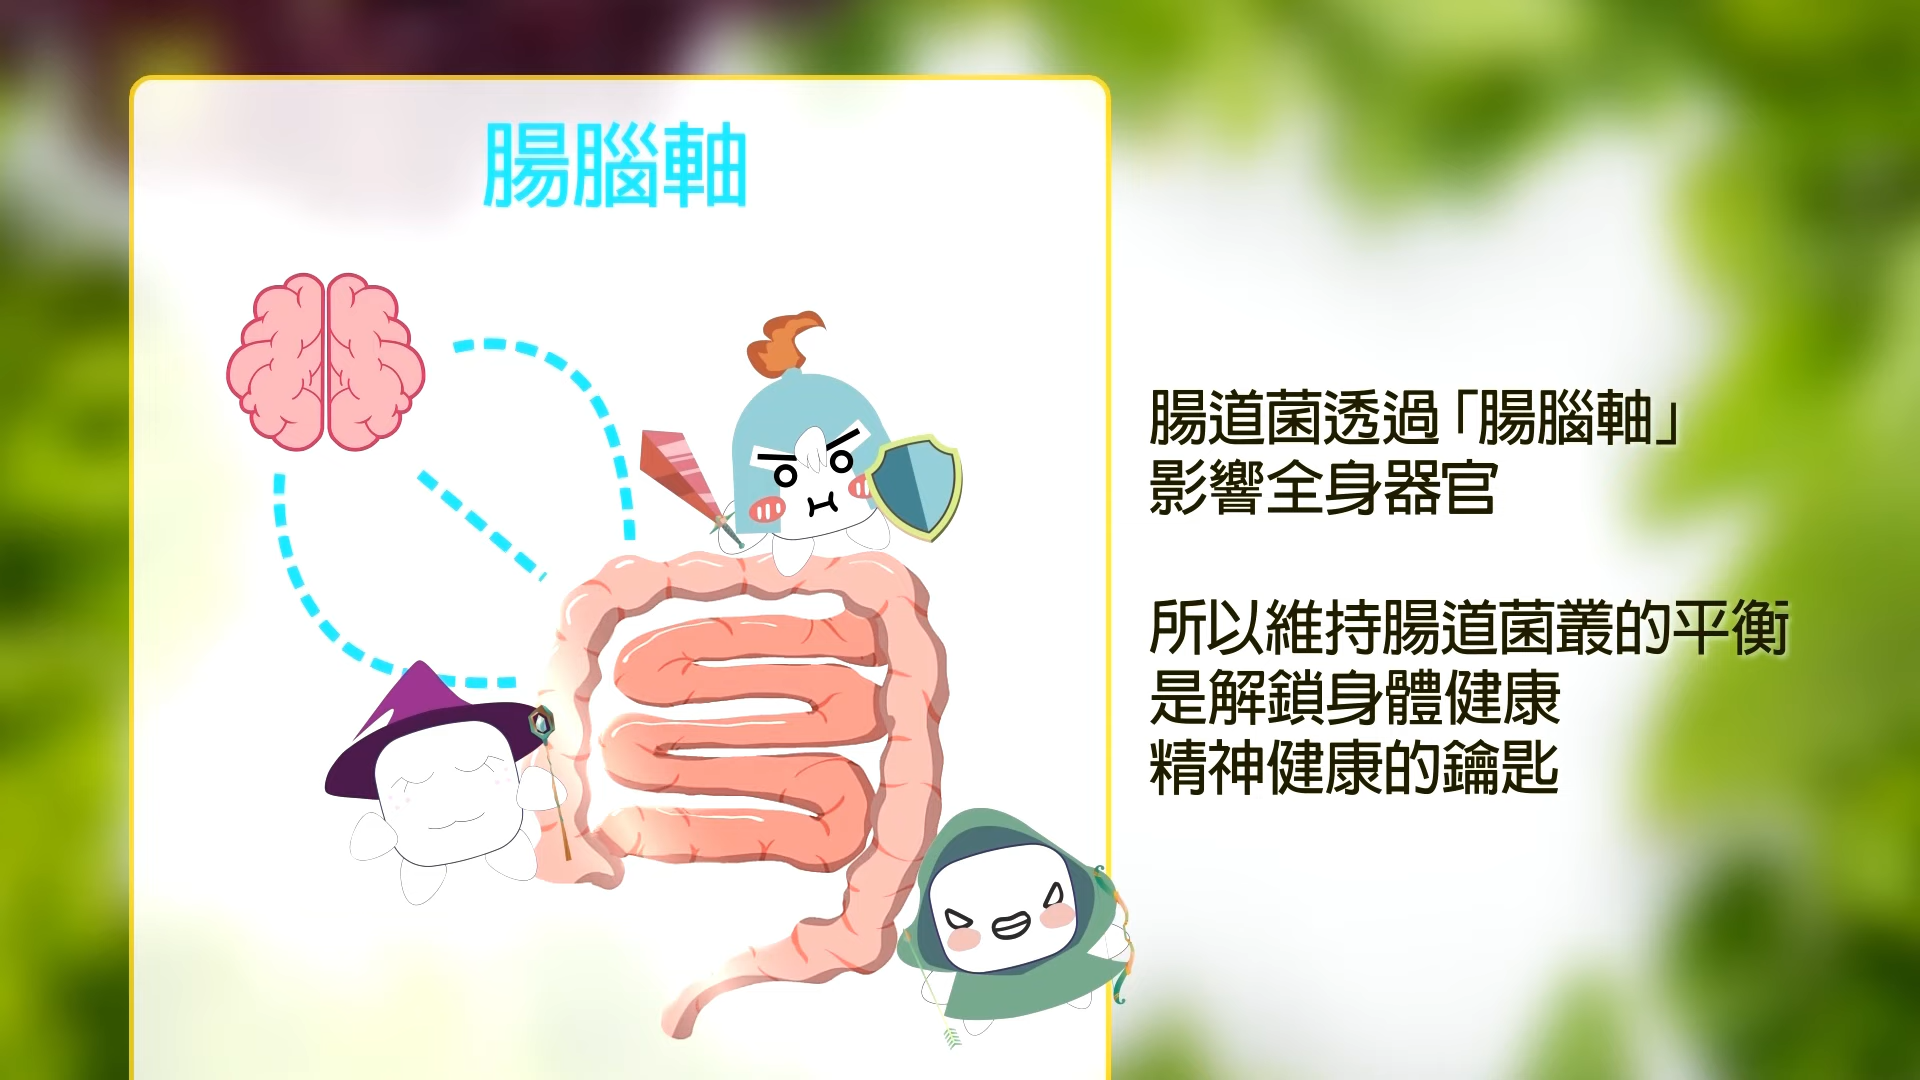 腸腦軸
腸道菌透過「腸腦軸」
影響全身器官
所以維持腸道菌叢的平衡
是解鎖身體健康
精神健康的鑰匙